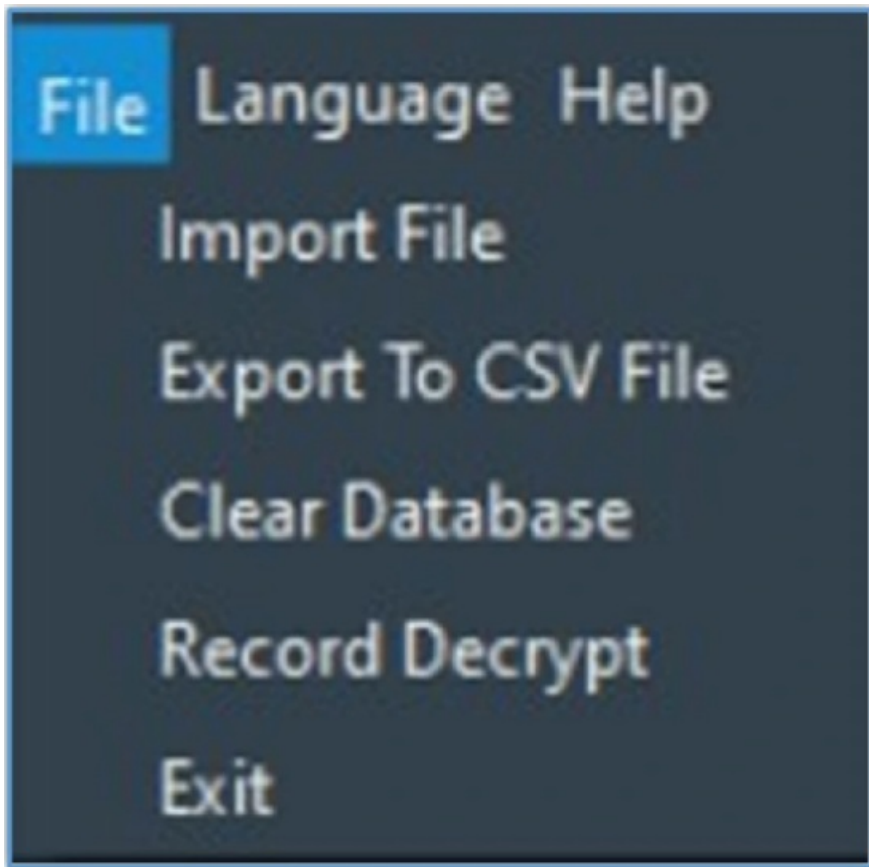 File Language Help
Import File
Export To CSV File
Clear Database
Record Decrypt
Exit